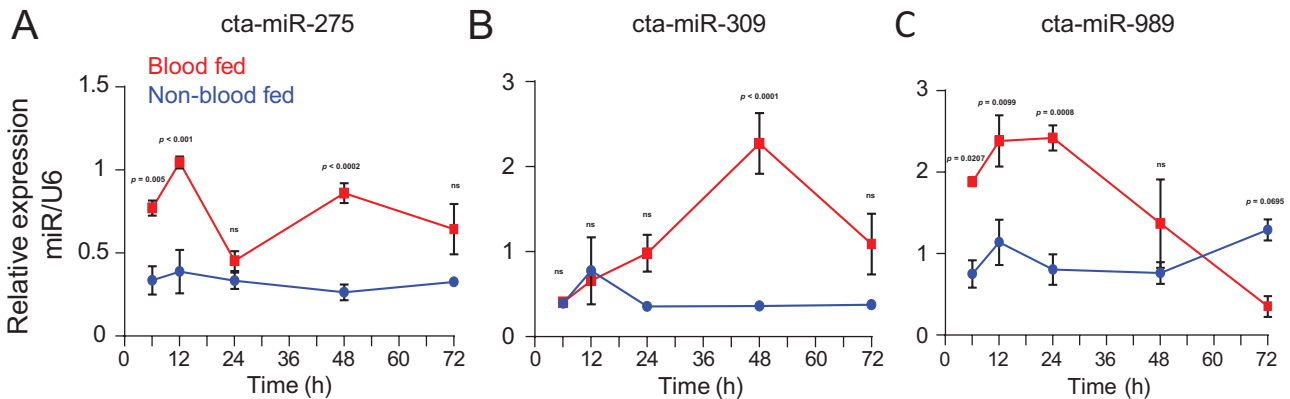 A
cta-miR-275
B
cta-miR-309
C
cta-miR-989
Blood fed
Non-blood fed
Relative expression
miR/U6
1.5
1
0.5
0
p = 0.005
p < 0.001
ns
p < 0.0002
ns
0 12 24 36 48 72
Time (h)
3
2
1
0
ns
ns
ns
p < 0.0001
ns
0 12 24 36 48 60 72
Time (h)
3
2
1
0
p = 0.0207
p = 0.0099
p = 0.0008
ns
p = 0.0695
0 12 24 36 48 60 72
Time (h)